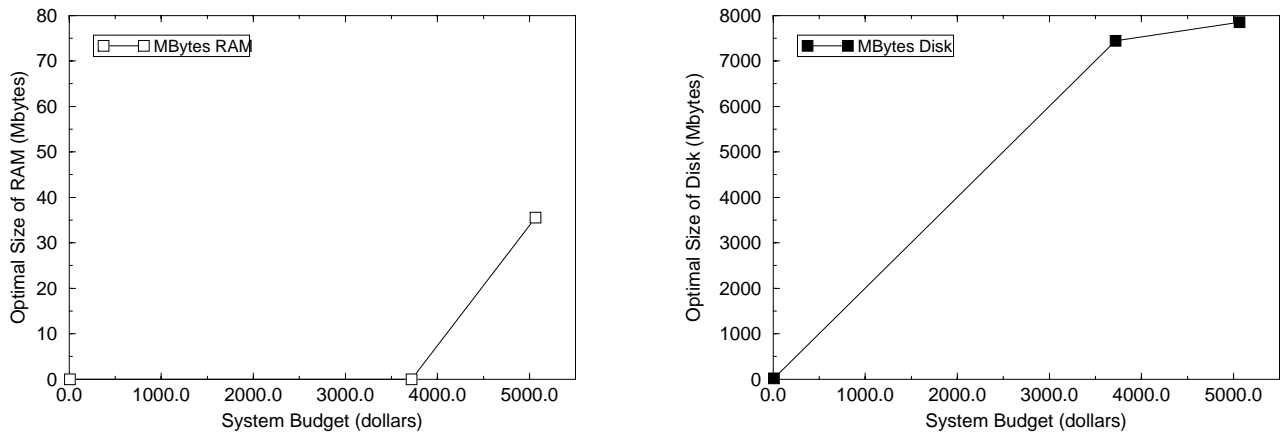 MBytes RAM
80
70
60
50
40
30
20
10
0
Optimal Size of RAM (Mbytes)
0.0 1000.0 2000.0 3000.0 4000.0 5000.0
System Budget (dollars)
MBytes Disk
8000
7000
6000
5000
4000
3000
2000
1000
0
Optimal Size of Disk (Mbytes)
0.0 1000.0 2000.0 3000.0 4000.0 5000.0
System Budget (dollars)